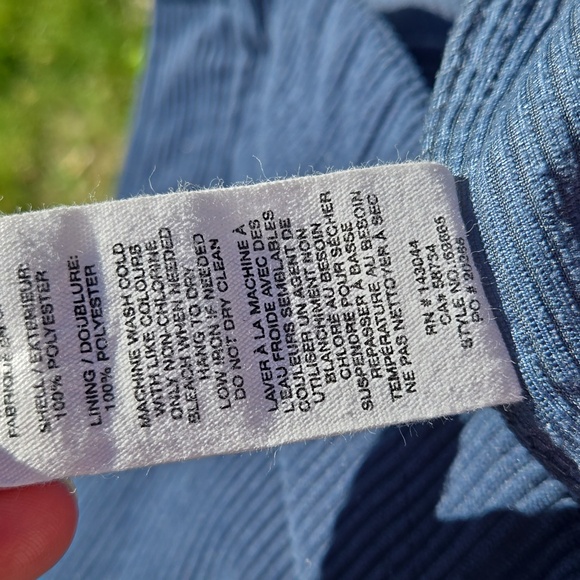 SHELL / EXTÉRIEUR:
100% POLYESTER
LINING / DOUBLURE:
100% POLYESTER
MACHINE WASH COLD
WITH LIKE COLOURS
ONLY NON-CHLORINE
BLEACH WHEN NEEDED
HANG TO DRY
LOW IRON IF NEEDED
DO NOT DRY CLEAN
LAVER À LA MACHINE À
L'EAU FROIDE AVEC DES
COULEURS SEMBLABLES
UTILISER UN AGENT DE
BLANCHIMENT NON
CHLORÉ AU BESOIN
SUSPENDRE POUR SÉCHER
REPASSER À BASSE
TEMPÉRATURE AU BESOIN
NE PAS NETTOYER À SEC
RN # 143044
CA# 58734
STYLE NO.
PO #